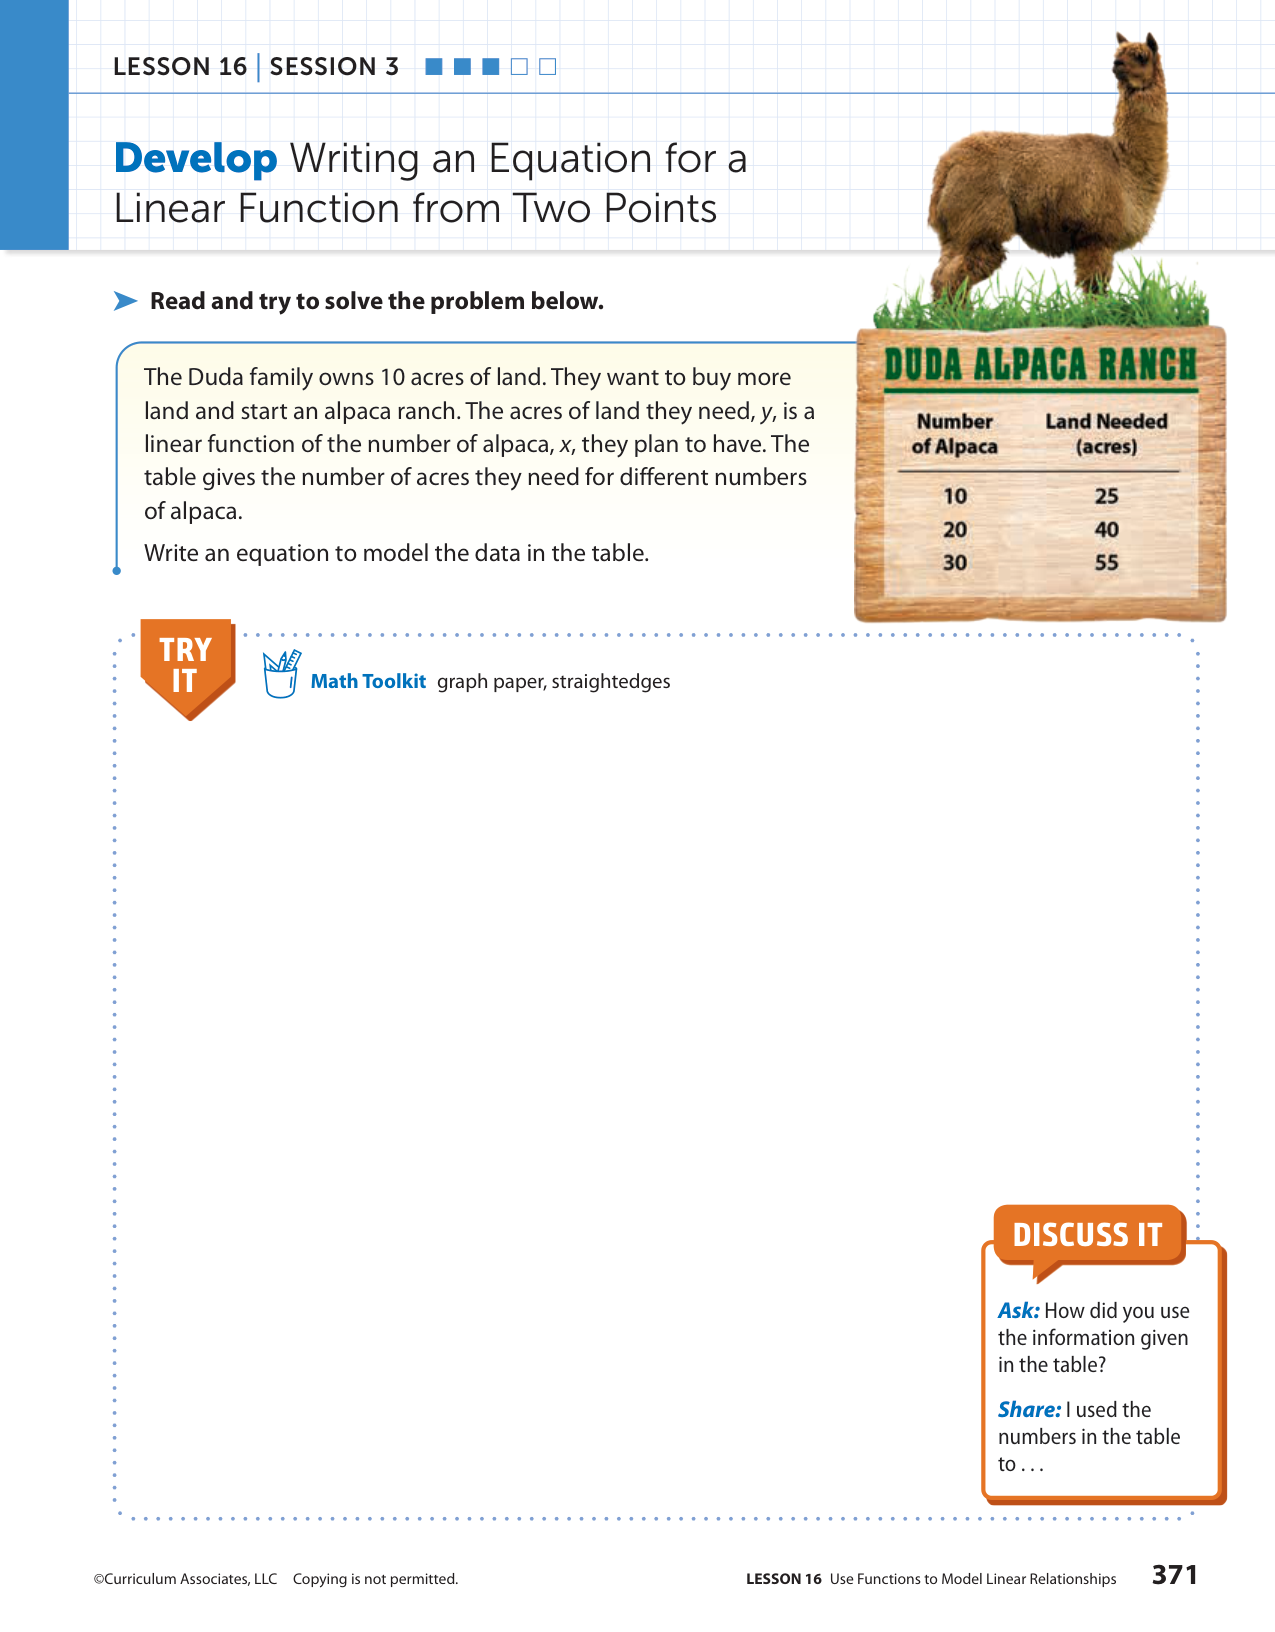 LESSON 16 | SESSION 3
Develop Writing an Equation for a
Linear Function from Two Points
Read and try to solve the problem below.
The Duda family owns 10 acres of land. They want to buy more
land and start an alpaca ranch. The acres of land they need, y, is a
linear function of the number of alpaca, x, they plan to have. The
table gives the number of acres they need for different numbers
of alpaca.
Write an equation to model the data in the table.
DUDA ALPACA RANCH
Number Land Needed
of Alpaca (acres)
10 25
20 40
30 55
TRY
IT
Math Toolkit graph paper, straightedges
DISCUSS IT
Ask: How did you use
the information given
in the table?
Share: I used the
numbers in the table
to . . .
©Curriculum Associates, LLC Copying is not permitted.
LESSON 16 Use Functions to Model Linear Relationships 371